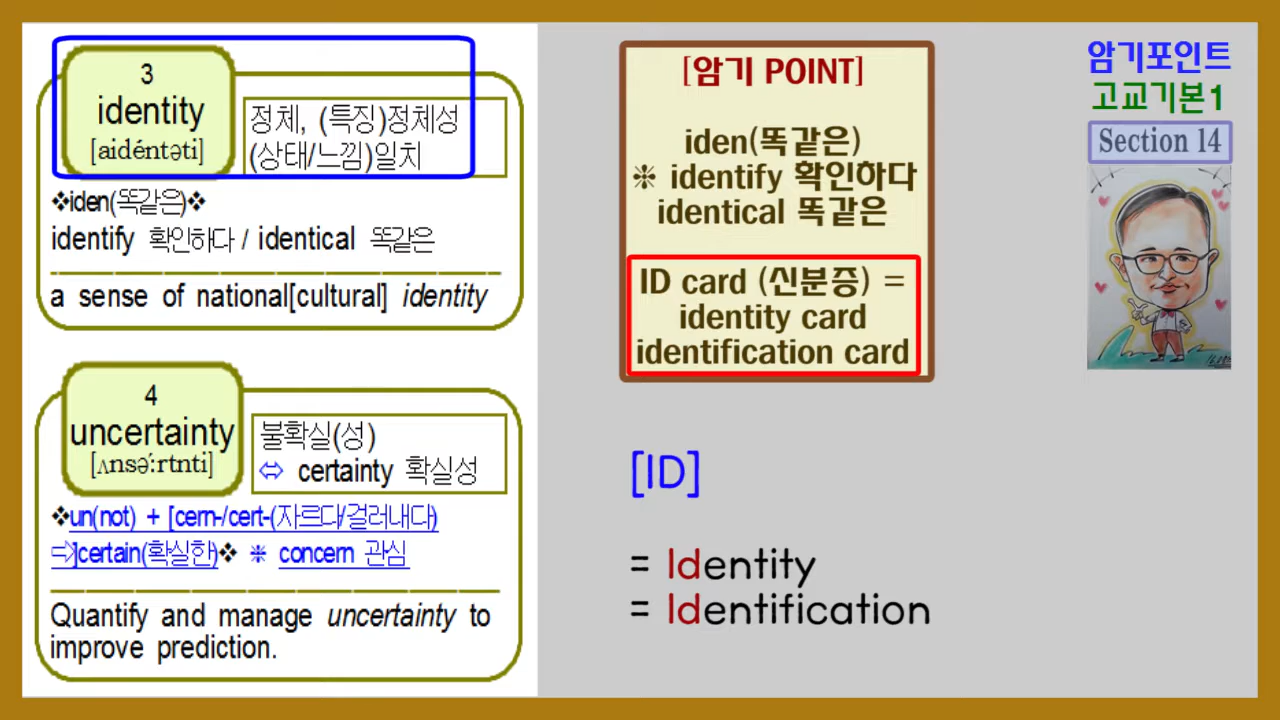 3
identity
[aidéntəti]
정체, (특징)정체성
(상태/느낌)일치
❖iden(똑같은)❖
identify 확인하다 / identical 똑같은
a sense of national[cultural] identity
4
uncertainty
[ʌnsə́ːrtnti]
불확실(성)
⇔ certainty 확실성
❖un(not) + [cern-/cert-(자르다/걸러내다)
⇨]certain(확실한)❖ ❈ concern 관심
Quantify and manage uncertainty to
improve prediction.
[암기 POINT]
iden(똑같은)
❈ identify 확인하다
identical 똑같은
ID card (신분증) =
identity card
identification card
[ID]
= Identity
= Identification
암기포인트
고교기본1
Section 14